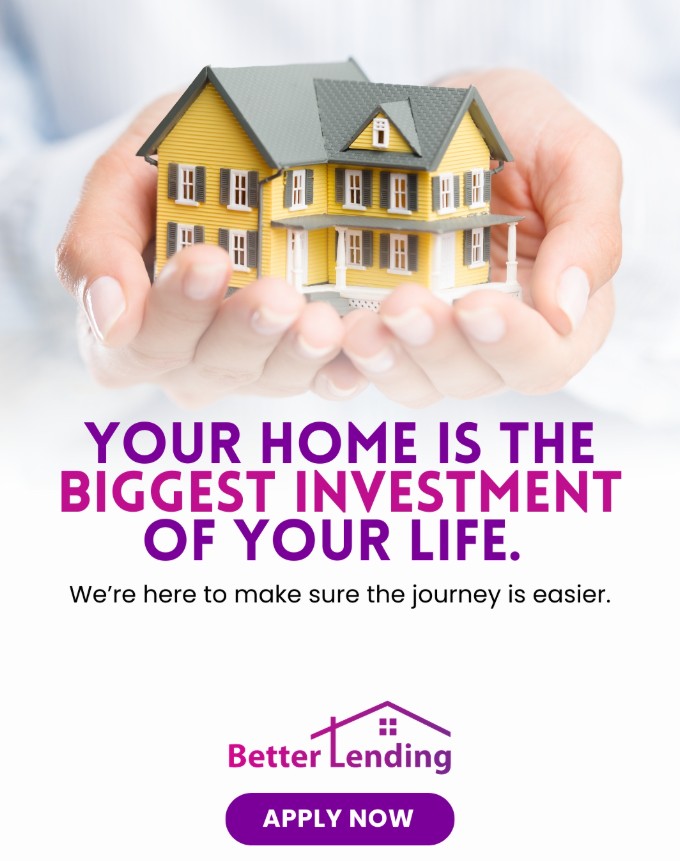 YOUR HOME IS THE
BIGGEST INVESTMENT
OF YOUR LIFE.
We’re here to make sure the journey is easier.
Better Lending
APPLY NOW